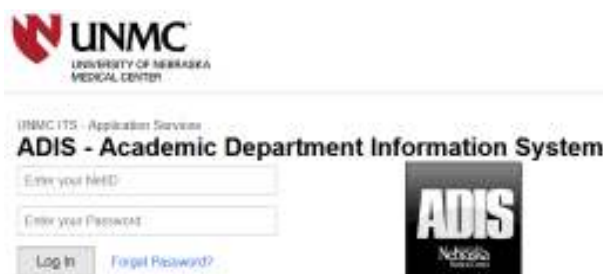 UNMC
UNIVERSITY OF NEBRASKA
MEDICAL CENTER
UNMC ITS - Application Services
ADIS - Academic Department Information System
Enter your NetID
Enter your Password
Log In Forgot Password?
ADIS
Nebraska